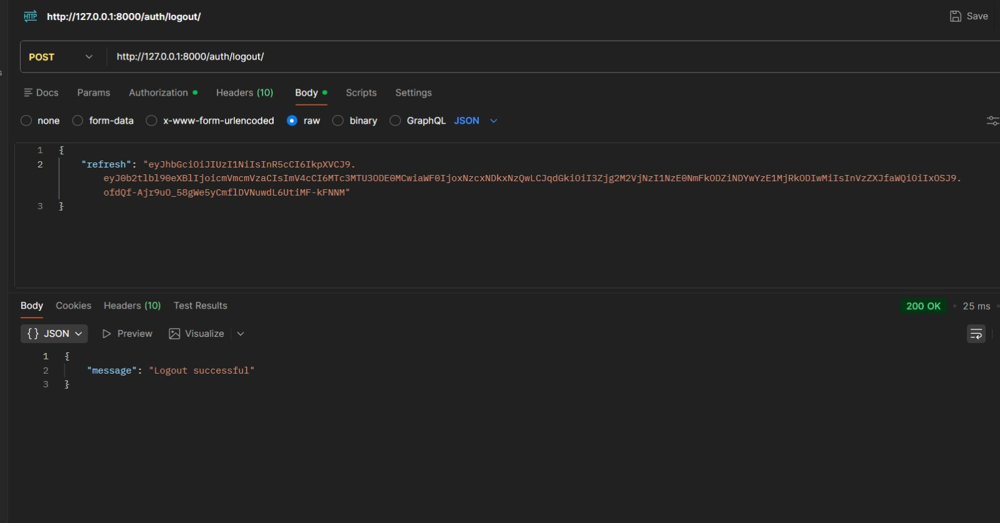 HTTP http://127.0.0.1:8000/auth/logout/ Save
POST http://127.0.0.1:8000/auth/logout/
Docs Params Authorization Headers (10) Body Scripts Settings
none form-data x-www-form-urlencoded raw binary GraphQL JSON
1 {
2 "refresh": "eyJhbGciOiJIUzI1NiIsInR5cCI6IkpXVCJ9.
eyJ0b2tlbl90eXBlIjoicmVmcmVzaCIsImV4cCI6MTc3MTU3ODE0MCwiaWF0IjoxNzcxNDkxNzQwLCJqdGkiOiI3Zjg2M2VjNzI1NzE0NmFkODZiNDYwYzE1MjRkODIwMiIsInVzZXJfaWQiOiIxOSJ9.
ofdQf-Ajr9uO_58gWe5yCmflDVNuwdL6UtiMF-kFNNM"
3 }
Body Cookies Headers (10) Test Results 200 OK 25 ms
{} JSON Preview Visualize
1 {
2 "message": "Logout successful"
3 }